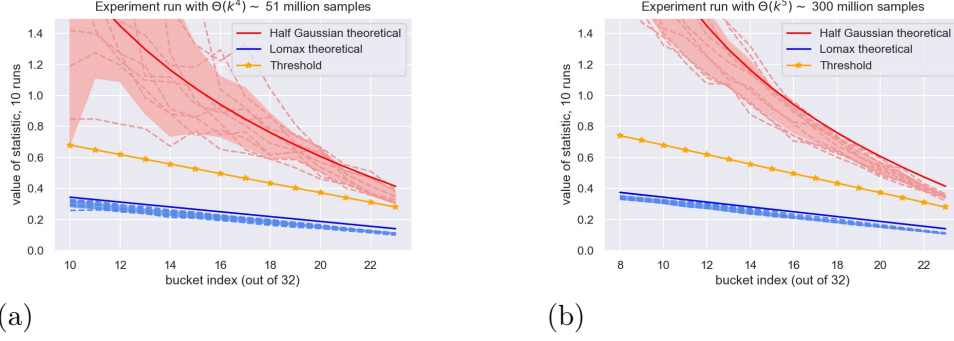 Experiment run with Θ(k⁴) ~ 51 million samples
1.4
1.2
1.0
0.8
0.6
0.4
0.2
0.0
value of statistic, 10 runs
Half Gaussian theoretical
Lomax theoretical
Threshold
10 12 14 16 18 20 22
bucket index (out of 32)
(a)
Experiment run with Θ(k⁵) ~ 300 million samples
1.4
1.2
1.0
0.8
0.6
0.4
0.2
0.0
value of statistic, 10 runs
Half Gaussian theoretical
Lomax theoretical
Threshold
8 10 12 14 16 18 20 22
bucket index (out of 32)
(b)